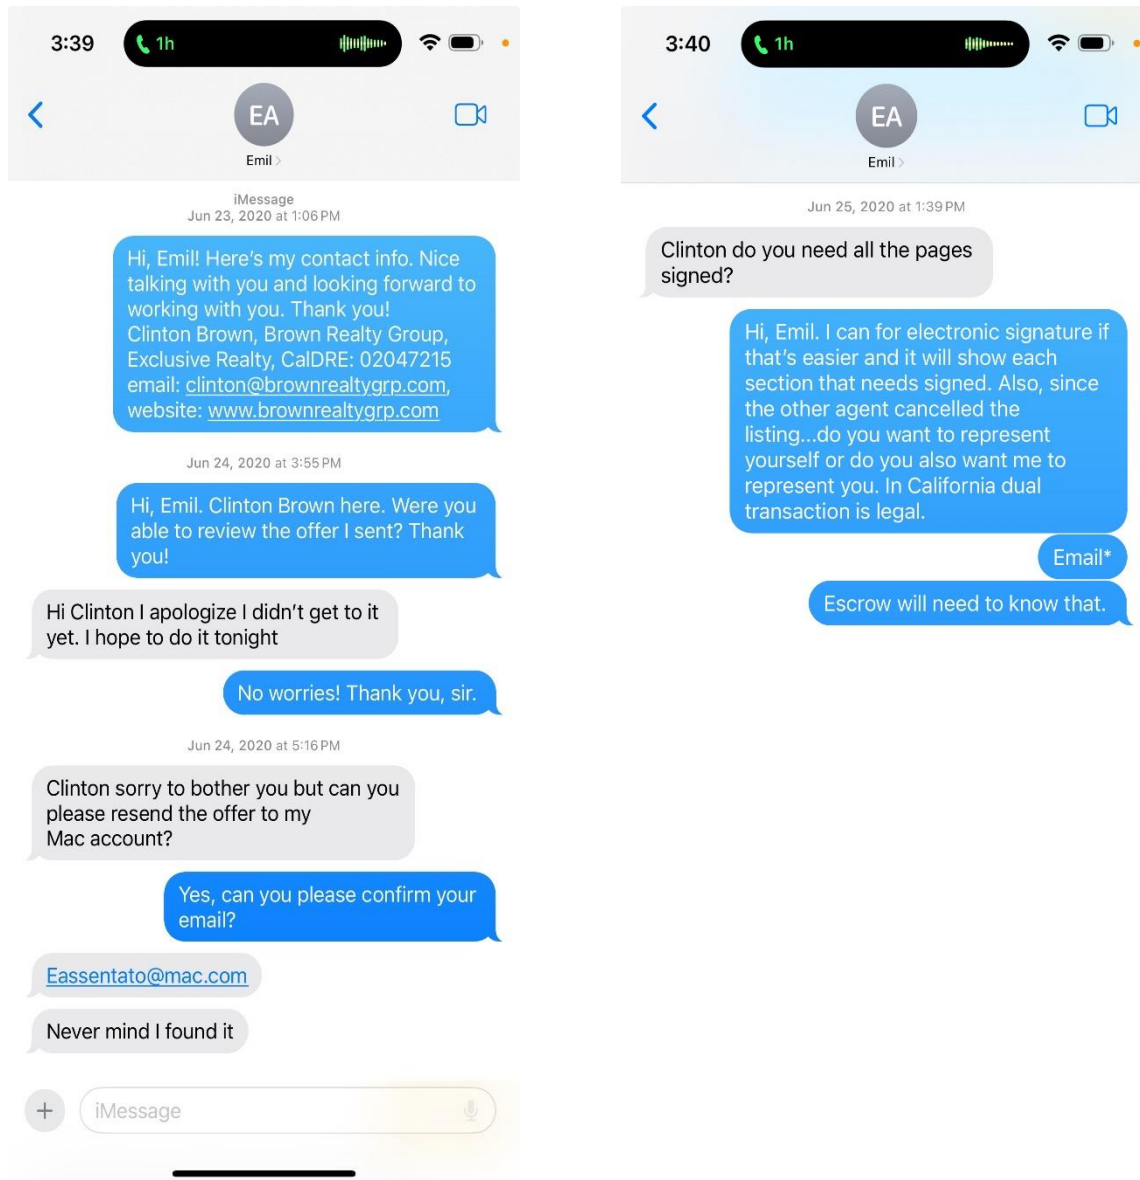 3:39
1h
EA
Emil
iMessage
Jun 23, 2020 at 1:06 PM
Hi, Emil! Here's my contact info. Nice
talking with you and looking forward to
working with you. Thank you!
Clinton Brown, Brown Realty Group,
Exclusive Realty, CalDRE: 02047215
email: clinton@brownrealtygrp.com,
website: www.brownrealtygrp.com
Jun 24, 2020 at 3:55 PM
Hi, Emil. Clinton Brown here. Were you
able to review the offer I sent? Thank
you!
Hi Clinton I apologize I didn't get to it
yet. I hope to do it tonight
No worries! Thank you, sir.
Jun 24, 2020 at 5:16 PM
Clinton sorry to bother you but can you
please resend the offer to my
Mac account?
Yes, can you please confirm your
email?
Eassentato@mac.com
Never mind I found it
iMessage
3:40
1h
EA
Emil
Jun 25, 2020 at 1:39 PM
Clinton do you need all the pages
signed?
Hi, Emil. I can for electronic signature if
that's easier and it will show each
section that needs signed. Also, since
the other agent cancelled the
listing...do you want to represent
yourself or do you also want me to
represent you. In California dual
transaction is legal.
Email*
Escrow will need to know that.